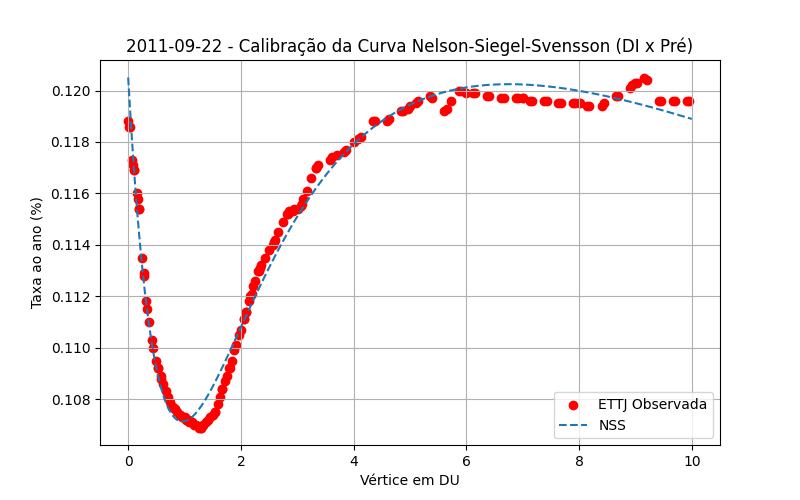 2011-09-22 - Calibração da Curva Nelson-Siegel-Svensson (DI x Pré)
Taxa ao ano (%)
0.120
0.118
0.116
0.114
0.112
0.110
0.108
0
2
4
6
8
10
Vértice em DU
ETTJ Observada
NSS